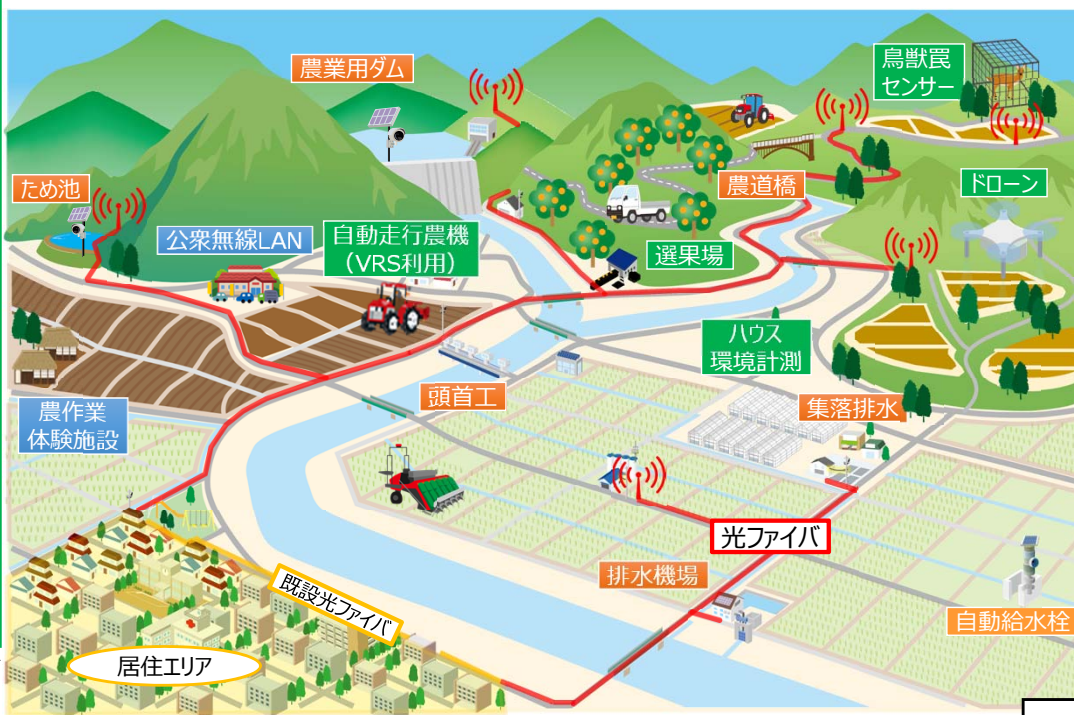 農業用ダム
鳥獣罠
センサー
ため池
農道橋
ドローン
公衆無線LAN
自動走行農機
（VRS利用）
選果場
ハウス
環境計測
頭首工
集落排水
農作業
体験施設
光ファイバ
排水機場
既設光ファイバ
自動給水栓
居住エリア